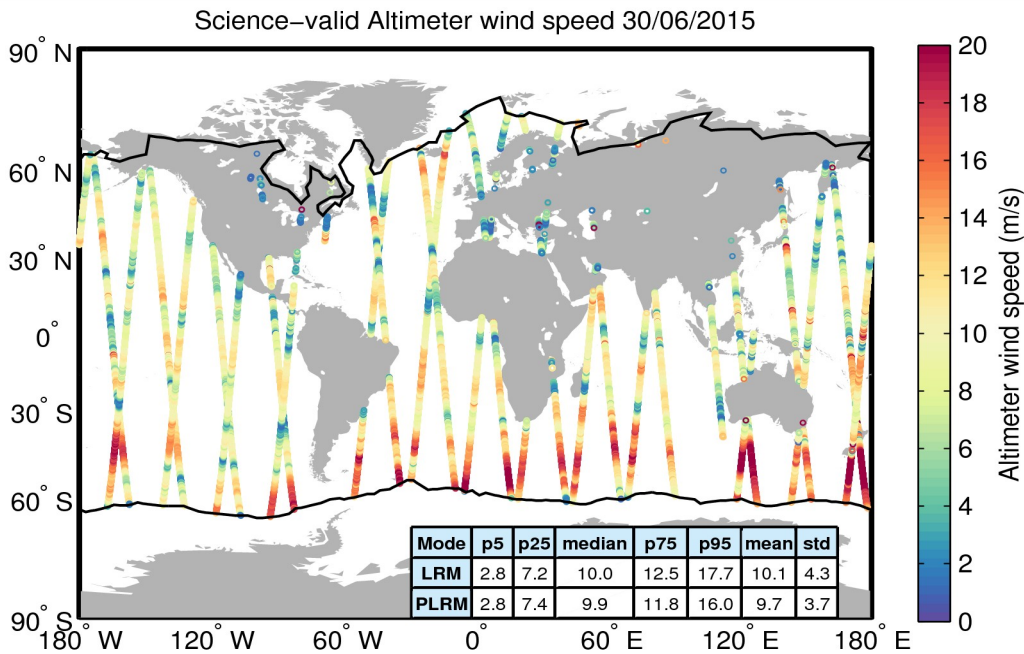 Science−valid Altimeter wind speed 30/06/2015
90° N
60° N
30° N
0°
30° S
60° S
90° S
180° W
120° W
60° W
0°
60° E
120° E
180° E
Mode p5 p25 median p75 p95 mean std
LRM 2.8 7.2 10.0 12.5 17.7 10.1 4.3
PLRM 2.8 7.4 9.9 11.8 16.0 9.7 3.7
20
18
16
14
12
10
8
6
4
2
0
Altimeter wind speed (m/s)